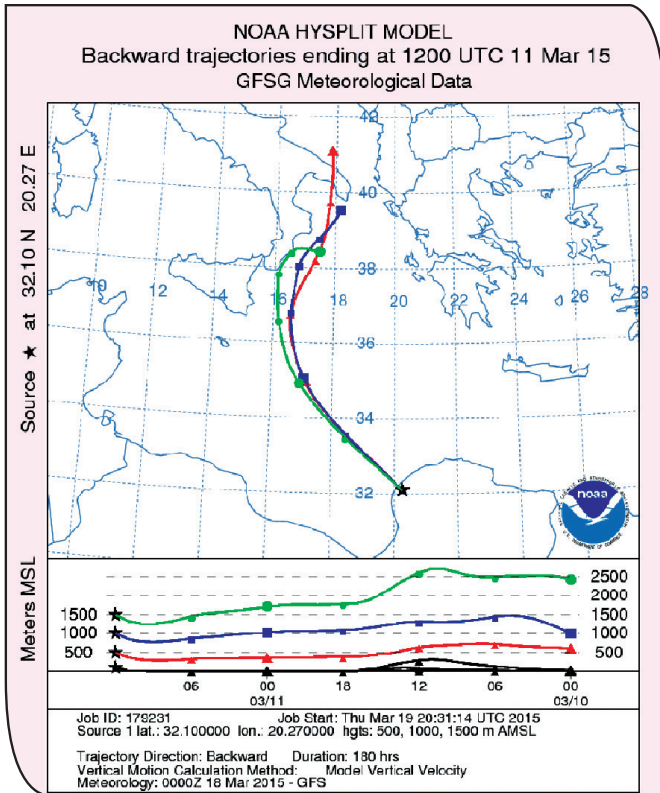 NOAA HYSPLIT MODEL
Backward trajectories ending at 1200 UTC 11 Mar 15
GFSG Meteorological Data
Source ★ at 32.10 N 20.27 E
42
40
38
10 12 14 16 18 20 22 24 26 28
36
34
32
noaa
Meters MSL
1500
1000
500
2500
2000
1500
1000
500
06 00 18 12 06 00
03/11 03/10
Job ID: 179231 Job Start: Thu Mar 19 20:31:14 UTC 2015
Source 1 lat.: 32.100000 lon.: 20.270000 hgts: 500, 1000, 1500 m AMSL
Trajectory Direction: Backward Duration: 180 hrs
Vertical Motion Calculation Method: Model Vertical Velocity
Meteorology: 0000Z 18 Mar 2015 - GFS